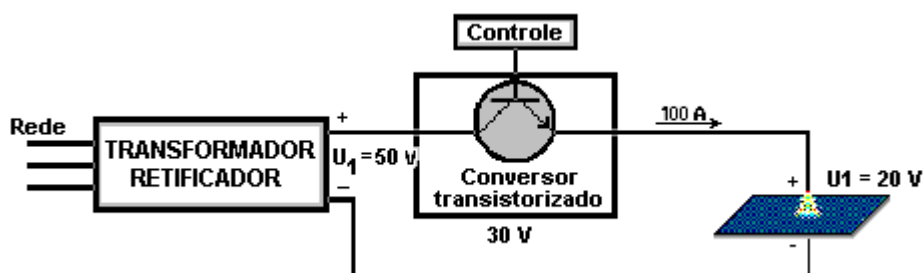 Controle
Rede
TRANSFORMADOR
RETIFICADOR
+
U1 = 50 V
−
Conversor
transistorizado
30 V
100 A
+
U1 = 20 V
-